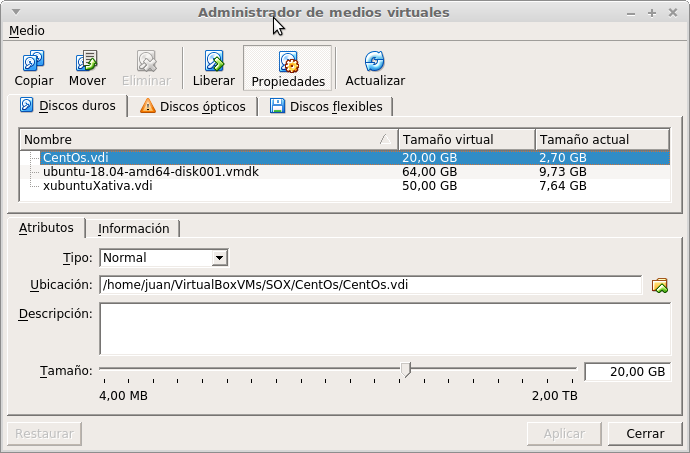 Administrador de medios virtuales
Medio
Copiar Mover Eliminar Liberar Propiedades Actualizar
Discos duros Discos ópticos Discos flexibles
Nombre Tamaño virtual Tamaño actual
CentOs.vdi 20,00 GB 2,70 GB
ubuntu-18.04-amd64-disk001.vmdk 64,00 GB 9,73 GB
xubuntuXativa.vdi 50,00 GB 7,64 GB
Atributos Información
Tipo: Normal
Ubicación: /home/juan/VirtualBoxVMs/SOX/CentOs/CentOs.vdi
Descripción:
Tamaño: 20,00 GB
4,00 MB 2,00 TB
Restaurar Aplicar Cerrar